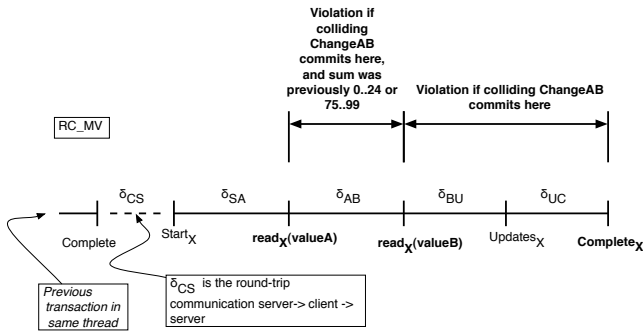 Violation if
colliding
ChangeAB
commits here,
and sum was
previously 0..24 or
75..99
Violation if colliding ChangeAB
commits here
RC_MV
δCS
δSA
δAB
δBU
δUC
Complete
StartX
readX(valueA)
readX(valueB)
UpdatesX
CompleteX
Previous
transaction in
same thread
δCS is the round-trip
communication server-> client ->
server